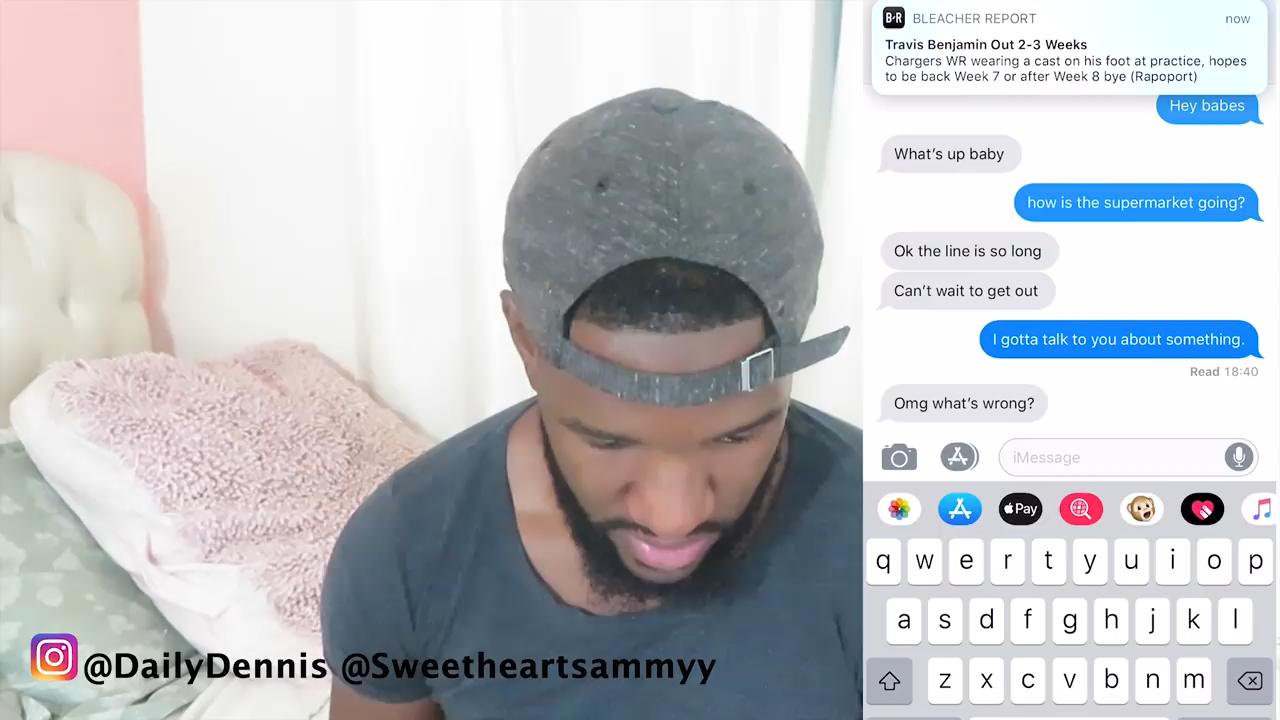 B/R BLEACHER REPORT now
Travis Benjamin Out 2-3 Weeks
Chargers WR wearing a cast on his foot at practice, hopes
to be back Week 7 or after Week 8 bye (Rapoport)
Hey babes
What's up baby
how is the supermarket going?
Ok the line is so long
Can't wait to get out
I gotta talk to you about something.
Read 18:40
Omg what's wrong?
iMessage
Pay
q w e r t y u i o p
a s d f g h j k l
z x c v b n m
@DailyDennis @Sweetheartsammyy